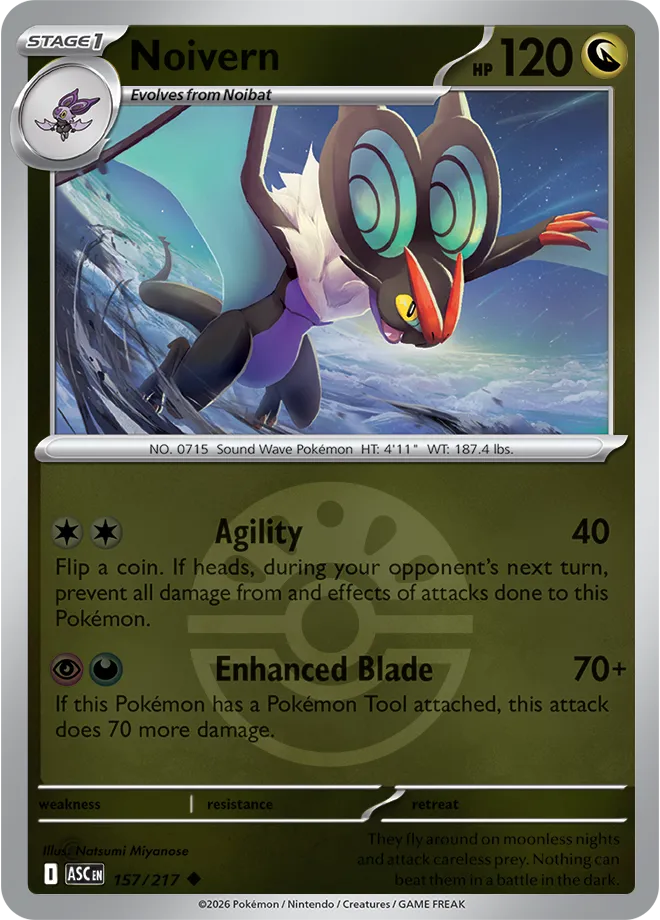 STAGE1
Noivern
HP 120
Evolves from Noibat
NO. 0715 Sound Wave Pokémon HT: 4'11" WT: 187.4 lbs.
Agility 40
Flip a coin. If heads, during your opponent's next turn,
prevent all damage from and effects of attacks done to this
Pokémon.
Enhanced Blade 70+
If this Pokémon has a Pokémon Tool attached, this attack
does 70 more damage.
weakness resistance retreat
Illus. Natsumi Miyanose
They fly around on moonless nights
and attack careless prey. Nothing can
beat them in a battle in the dark.
I ASC EN 157/217
©2026 Pokémon / Nintendo / Creatures / GAME FREAK